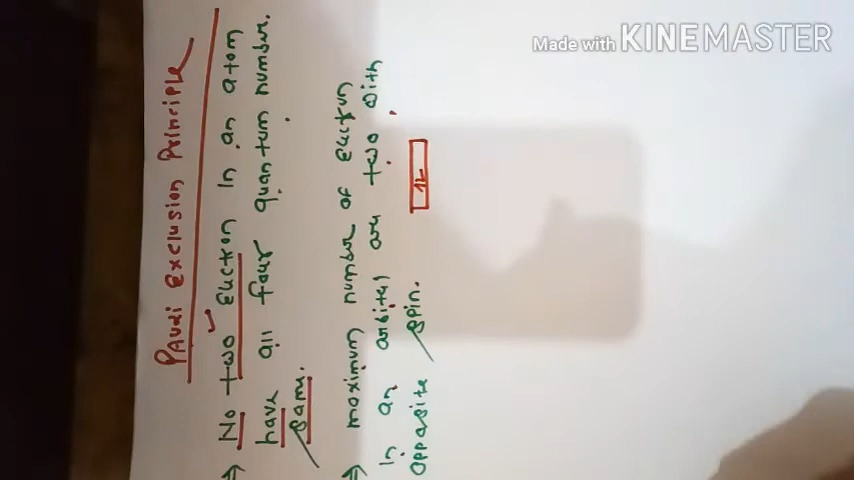 Pauli Exclusion Principle
⇒ No two Electron in an atom
have all four quantum number.
same.
⇒ maximum number of Electron
in an orbital are two with
opposite spin. ⥮
Made with KINEMASTER